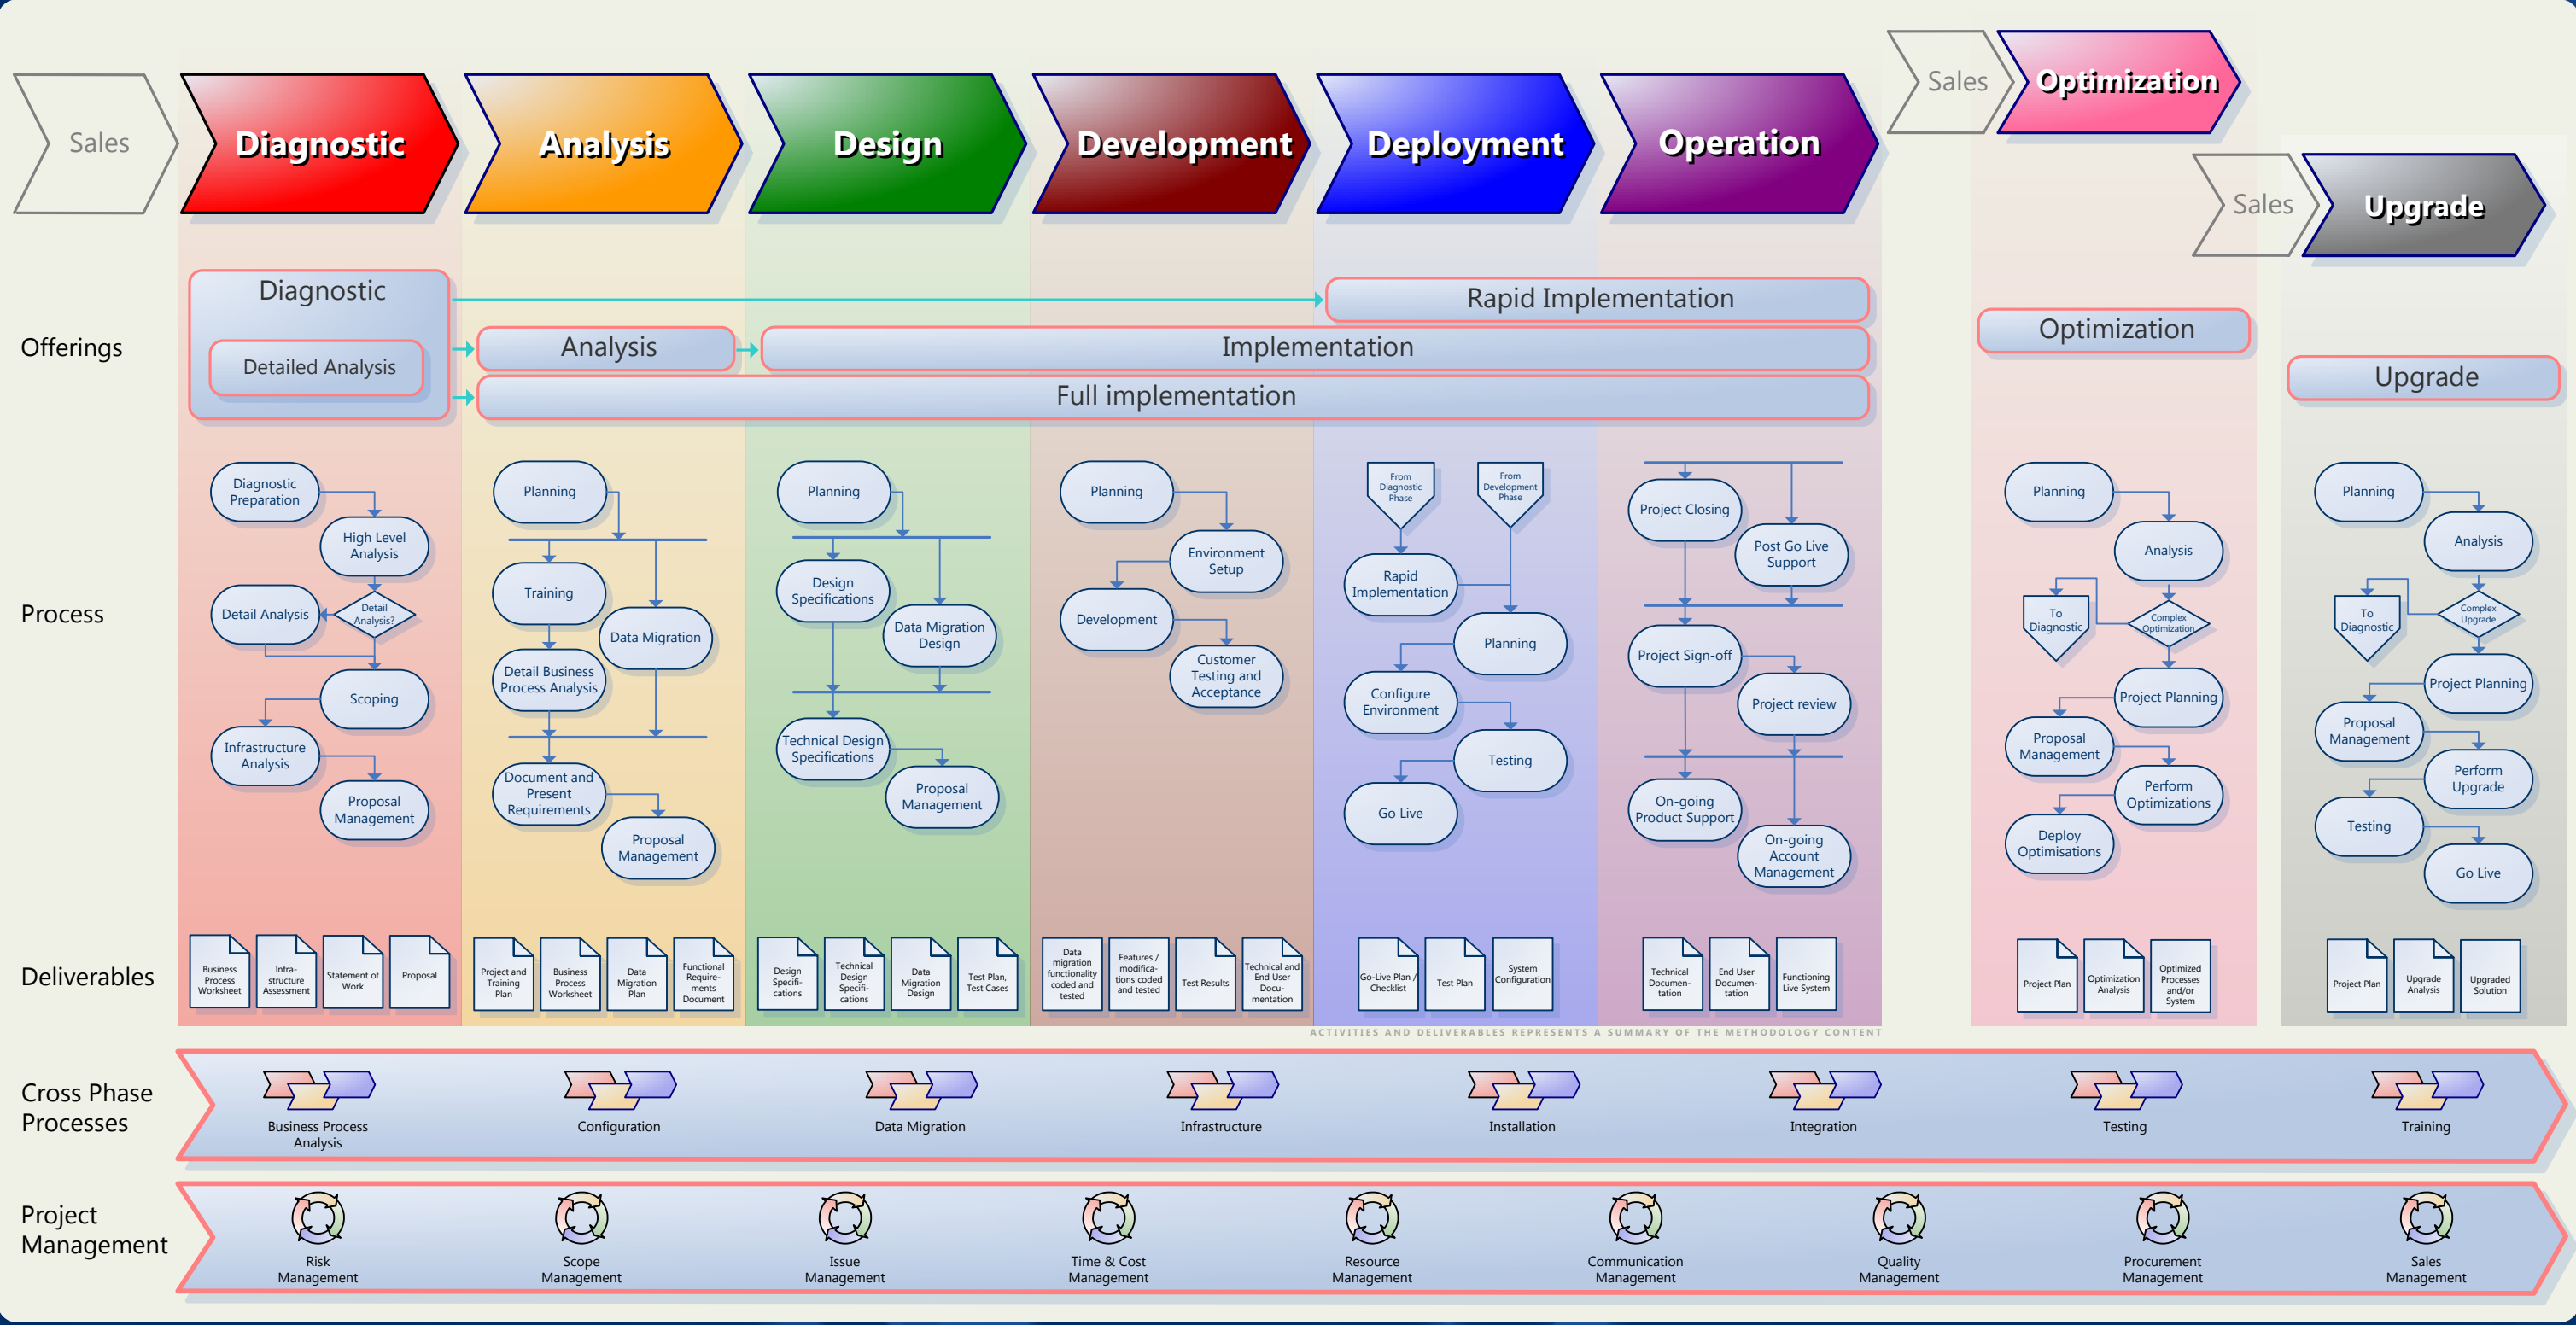 Sales
Diagnostic
Analysis
Design
Development
Deployment
Operation
Sales
Optimization
Sales
Upgrade
Offerings
Diagnostic
Detailed Analysis
Rapid Implementation
Analysis
Implementation
Full implementation
Optimization
Upgrade
Process
Diagnostic
Preparation
High Level
Analysis
Detail Analysis
Detail
Analysis?
Scoping
Infrastructure
Analysis
Proposal
Management
Planning
Training
Data Migration
Detail Business
Process Analysis
Document and
Present
Requirements
Proposal
Management
Planning
Design
Specifications
Data Migration
Design
Technical Design
Specifications
Proposal
Management
Planning
Environment
Setup
Development
Customer
Testing and
Acceptance
From
Diagnostic
Phase
From
Development
Phase
Rapid
Implementation
Planning
Configure
Environment
Testing
Go Live
Project Closing
Post Go Live
Support
Project Sign-off
Project review
On-going
Product Support
On-going
Account
Management
Planning
Analysis
To
Diagnostic
Complex
Optimization
Project Planning
Proposal
Management
Perform
Optimizations
Deploy
Optimisations
Planning
Analysis
To
Diagnostic
Complex
Upgrade
Project Planning
Proposal
Management
Perform
Upgrade
Testing
Go Live
Deliverables
Business
Process
Worksheet
Infra-
structure
Assessment
Statement of
Work
Proposal
Project and
Training
Plan
Business
Process
Worksheet
Data
Migration
Plan
Functional
Require-
ments
Document
Design
Specifi-
cations
Technical
Design
Specifi-
cations
Data
Migration
Design
Test Plan,
Test Cases
Data
migration
functionality
coded and
tested
Features /
modifica-
tions coded
and tested
Test Results
Technical and
End User
Docu-
mentation
Go-Live Plan /
Checklist
Test Plan
System
Configuration
Technical
Documen-
tation
End User
Documen-
tation
Functioning
Live System
Project Plan
Optimization
Analysis
Optimized
Processes
and/or
System
Project Plan
Upgrade
Analysis
Upgraded
Solution
ACTIVITIES AND DELIVERABLES REPRESENTS A SUMMARY OF THE METHODOLOGY CONTENT
Cross Phase
Processes
Business Process
Analysis
Configuration
Data Migration
Infrastructure
Installation
Integration
Testing
Training
Project
Management
Risk
Management
Scope
Management
Issue
Management
Time & Cost
Management
Resource
Management
Communication
Management
Quality
Management
Procurement
Management
Sales
Management